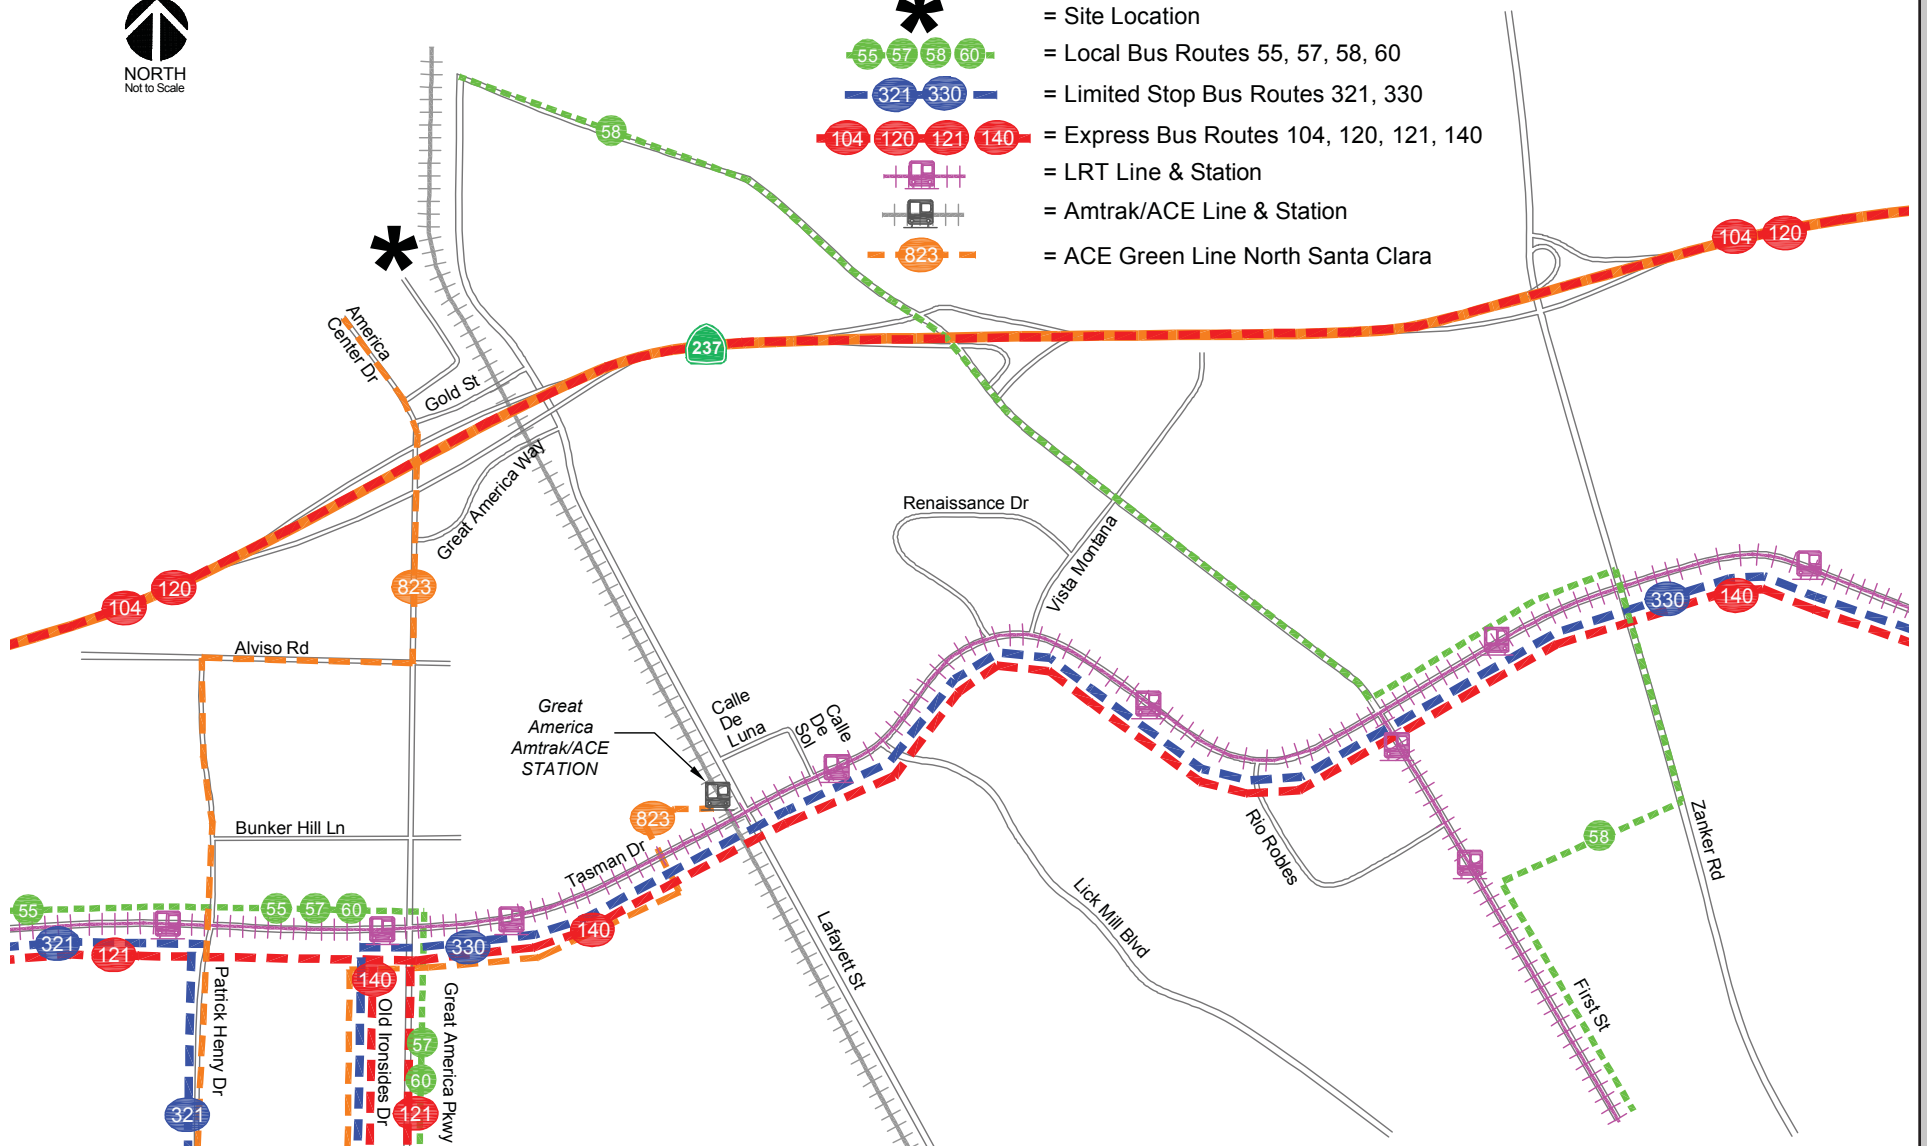 NORTH
Not to Scale
= Site Location
55 57 58 60 = Local Bus Routes 55, 57, 58, 60
321 330 = Limited Stop Bus Routes 321, 330
104 120 121 140 = Express Bus Routes 104, 120, 121, 140
= LRT Line & Station
= Amtrak/ACE Line & Station
823 = ACE Green Line North Santa Clara
58
104 120
237
America
Center Dr
Gold St
Great America Way
Renaissance Dr
Vista Montana
104 120
823
330 140
Alviso Rd
Great
America
Amtrak/ACE
STATION
Calle
De
Luna
Calle
De
Sol
823
Bunker Hill Ln
Tasman Dr
Rio Robles
58
Zanker Rd
55
55 57 60
321
121
330
140
Lick Mill Blvd
Lafayett St
First St
140
Patrick Henry Dr
Old Ironsides Dr
Great America Pkwy
57
60
321
121